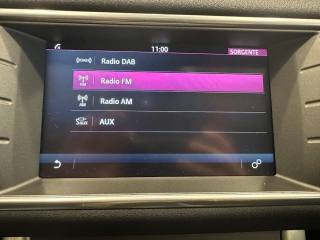 11:00
SORGENTE
Radio DAB
Radio FM
Radio AM
AUX